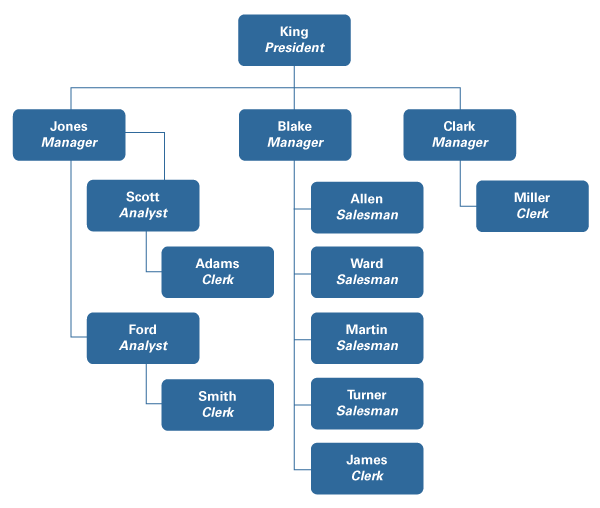 King
President
Jones
Manager
Blake
Manager
Clark
Manager
Scott
Analyst
Adams
Clerk
Ford
Analyst
Smith
Clerk
Allen
Salesman
Ward
Salesman
Martin
Salesman
Turner
Salesman
James
Clerk
Miller
Clerk